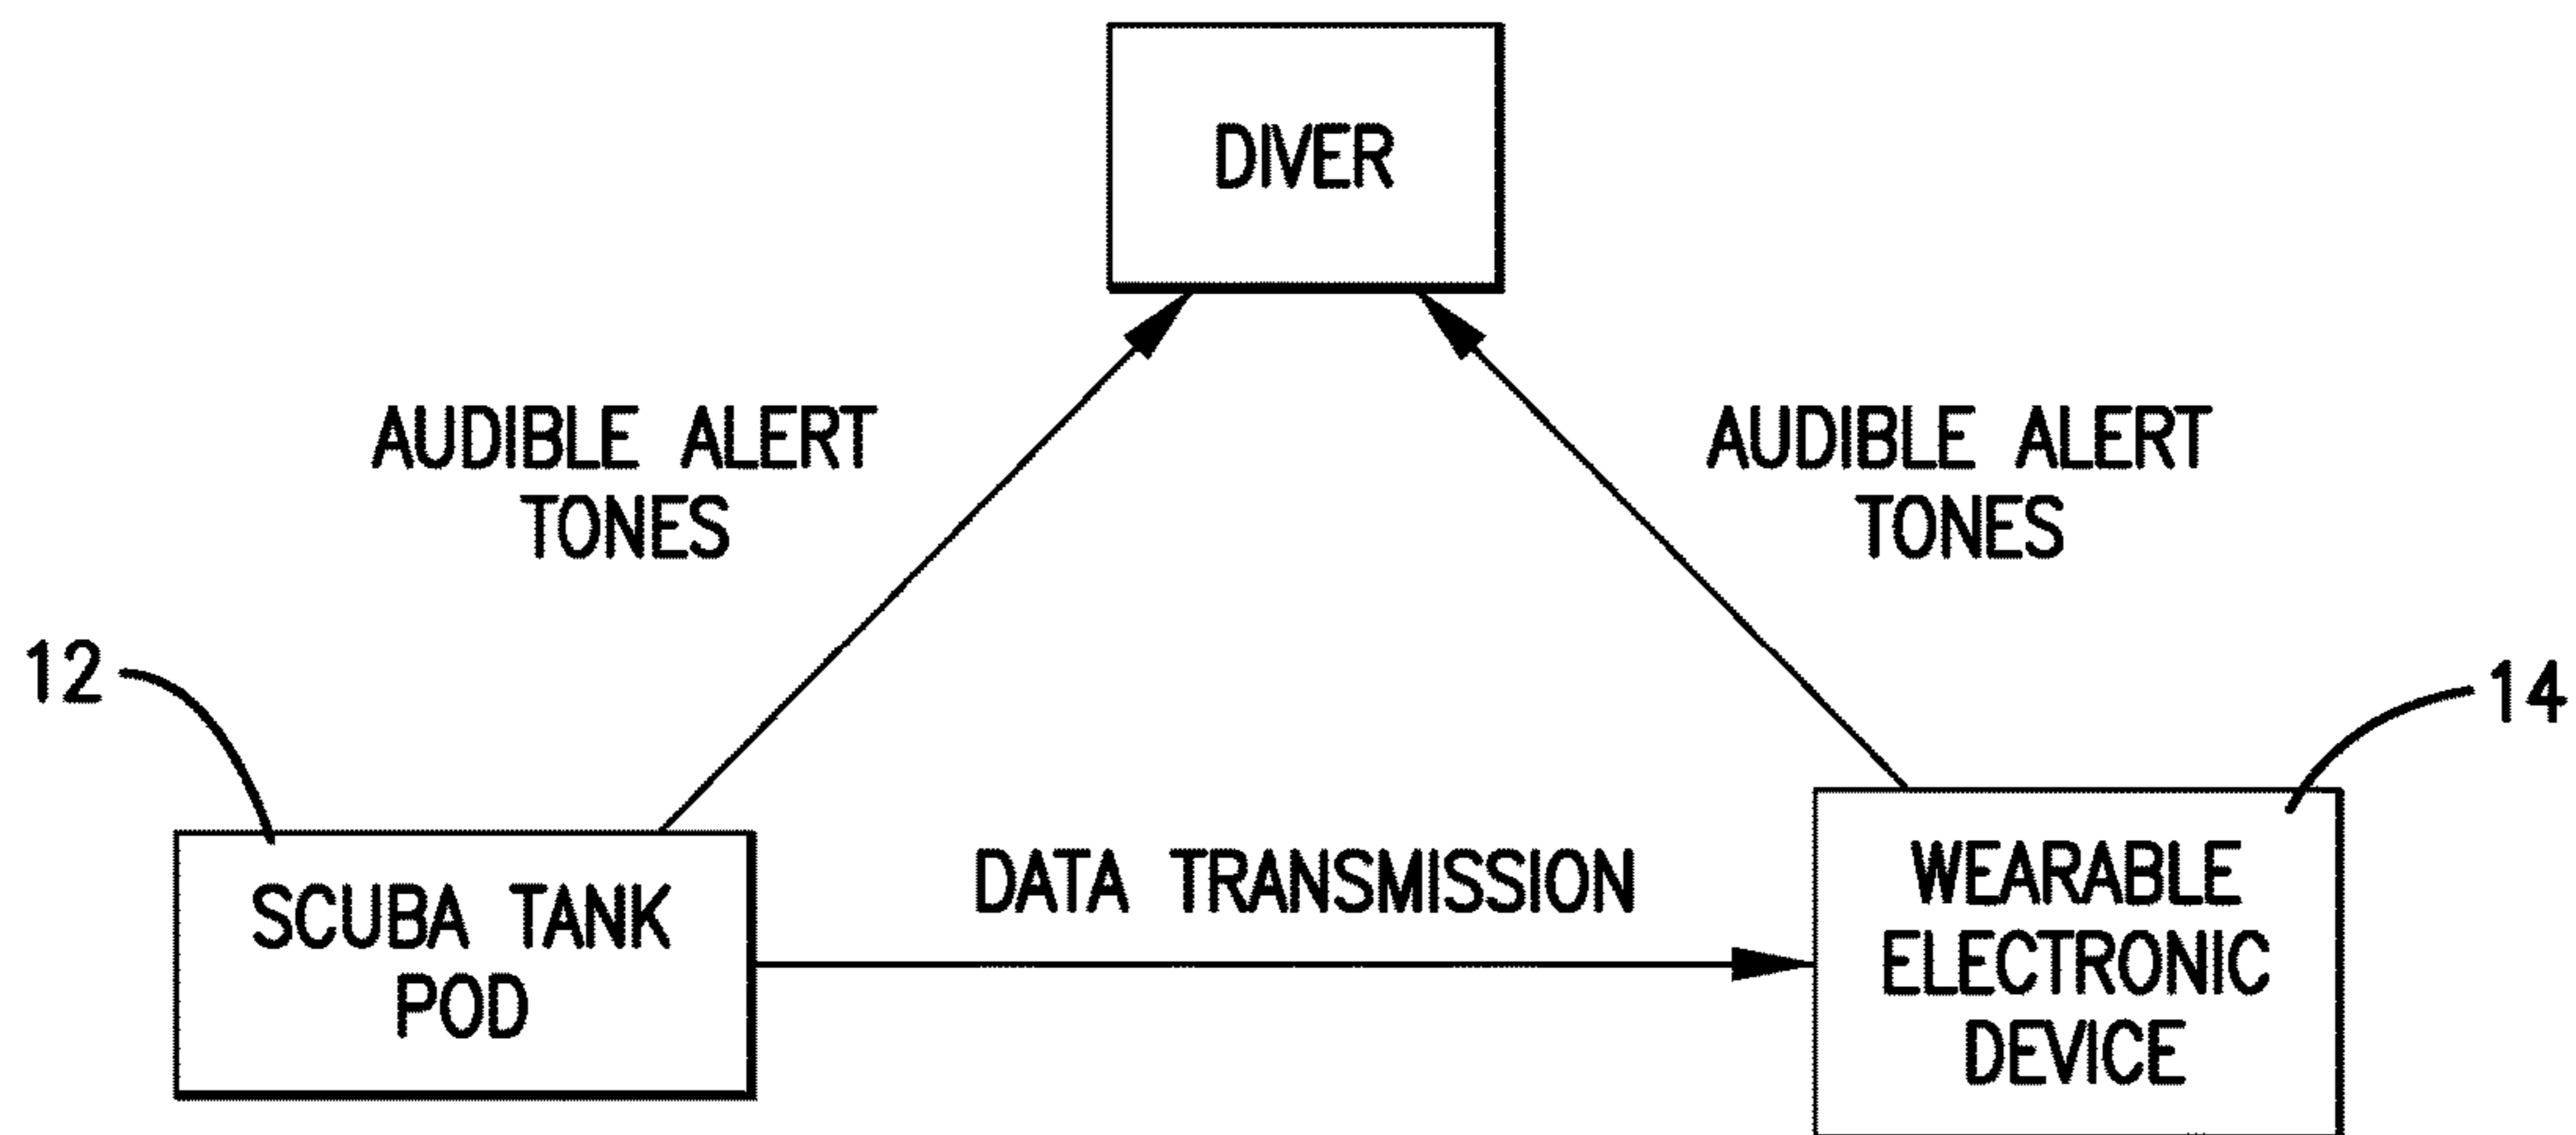 DIVER
AUDIBLE ALERT
TONES
AUDIBLE ALERT
TONES
12
14
SCUBA TANK
POD
DATA TRANSMISSION
WEARABLE
ELECTRONIC
DEVICE